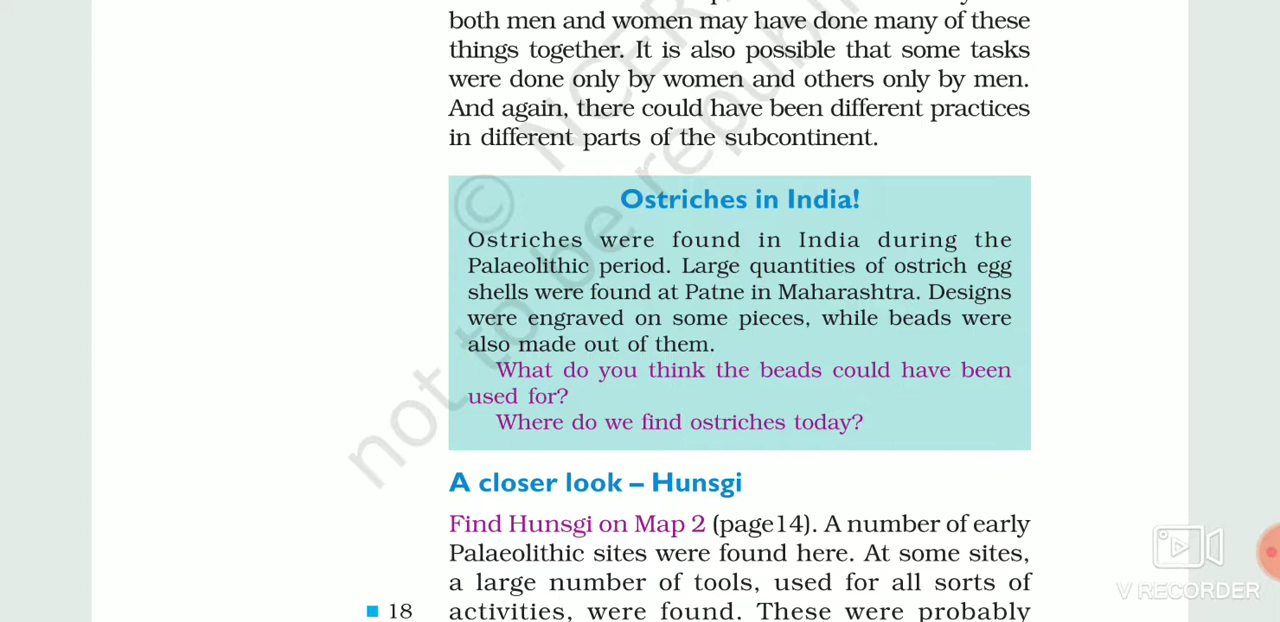 both men and women may have done many of these
things together. It is also possible that some tasks
were done only by women and others only by men.
And again, there could have been different practices
in different parts of the subcontinent.
Ostriches in India!
Ostriches were found in India during the
Palaeolithic period. Large quantities of ostrich egg
shells were found at Patne in Maharashtra. Designs
were engraved on some pieces, while beads were
also made out of them.
What do you think the beads could have been
used for?
Where do we find ostriches today?
A closer look – Hunsgi
Find Hunsgi on Map 2 (page14). A number of early
Palaeolithic sites were found here. At some sites,
a large number of tools, used for all sorts of
18 activities, were found. These were probably
© NCER
not to be republi
V RECORDER